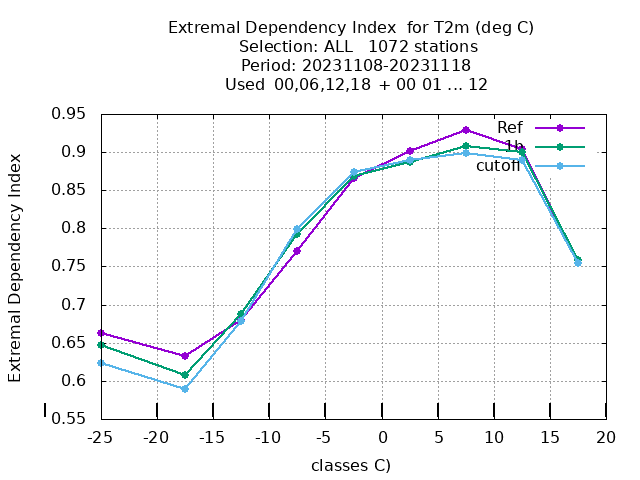 Extremal Dependency Index for T2m (deg C)
Selection: ALL 1072 stations
Period: 20231108-20231118
Used 00,06,12,18 + 00 01 ... 12
Extremal Dependency Index
0.95
0.9
0.85
0.8
0.75
0.7
0.65
0.6
0.55
Ref
1h
cutoff
-25 -20 -15 -10 -5 0 5 10 15 20
classes C)